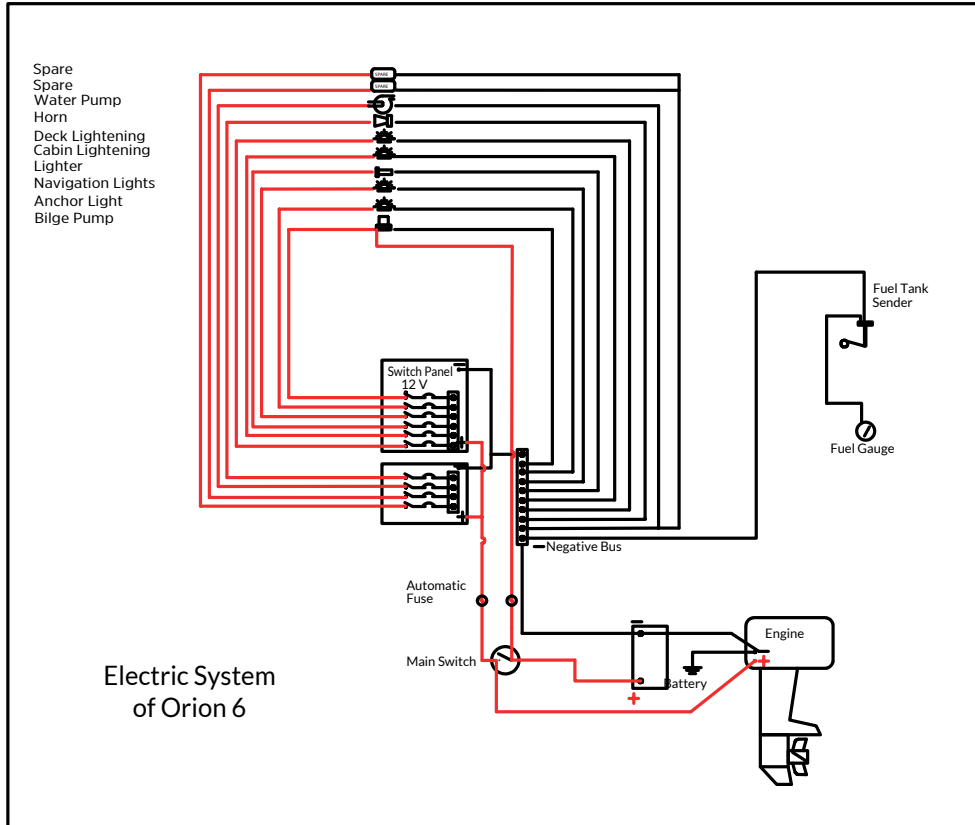 Spare
Spare
Water Pump
Horn
Deck Lightening
Cabin Lightening
Lighter
Navigation Lights
Anchor Light
Bilge Pump
SPARE
SPARE
Fuel Tank
Sender
Fuel Gauge
Switch Panel
12 V
Negative Bus
Automatic
Fuse
Main Switch
Battery
Engine
Electric System
of Orion 6